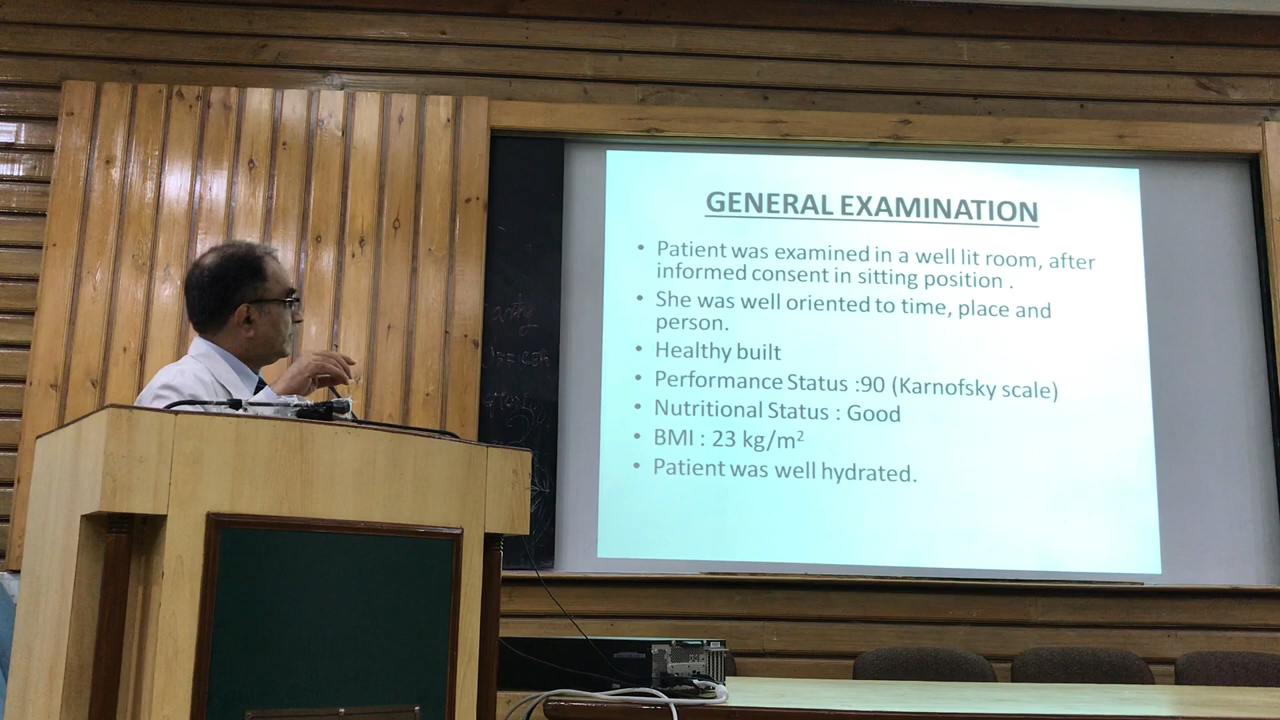 GENERAL EXAMINATION
• Patient was examined in a well lit room, after
informed consent in sitting position .
• She was well oriented to time, place and
person.
• Healthy built
• Performance Status :90 (Karnofsky scale)
• Nutritional Status : Good
• BMI : 23 kg/m²
• Patient was well hydrated.